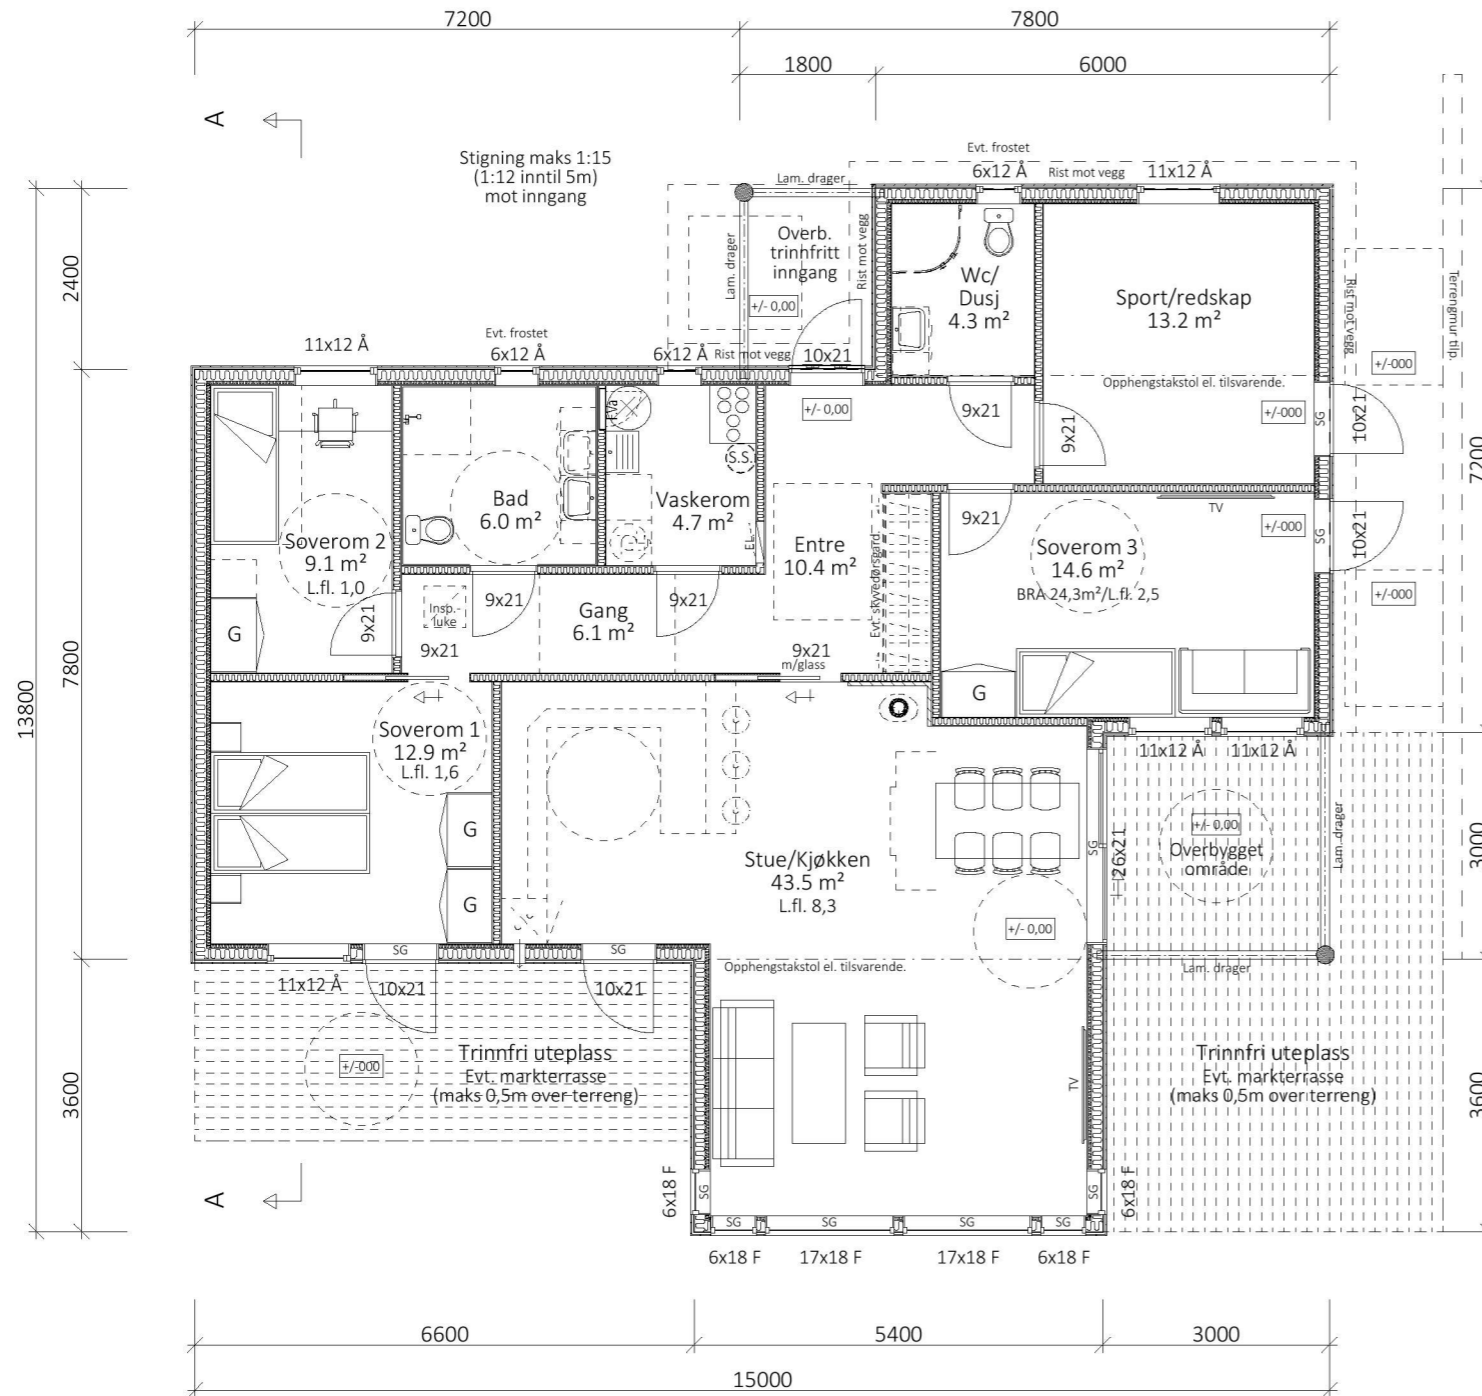 7200
7800
1800
6000
A
Stigning maks 1:15
(1:12 inntil 5m)
mot inngang
Evt. frostet
6x12 Å
Rist mot vegg
11x12 Å
Lam. drager
Lam. drager
Overb.
trinnfritt
inngang
Rist mot vegg
+/- 0,00
Wc/
Dusj
4.3 m²
Sport/redskap
13.2 m²
Rist mot vegg
Terrengmur tilp.
2400
11x12 Å
Evt. frostet
6x12 Å
6x12 Å
Rist mot vegg
10x21
Opphengstakstol el. tilsvarende.
+/-000
+/- 0,00
9x21
9x21
+/-000
SG
10x21
7200
S.S.
Bad
6.0 m²
Vaskerom
4.7 m²
EL.
Entre
10.4 m²
Evt. skyvedørsgard.
9x21
TV
+/-000
SG
10x21
Soverom 2
9.1 m²
L.fl. 1,0
Soverom 3
14.6 m²
BRA 24,3m²/L.fl. 2,5
+/-000
9x21
G
Insp.-
luke
9x21
Gang
6.1 m²
9x21
9x21
9x21
m/glass
G
7800
13800
Soverom 1
12.9 m²
L.fl. 1,6
G
G
Stue/Kjøkken
43.5 m²
L.fl. 8,3
11x12 Å
11x12 Å
SG
26x21
+/- 0,00
Overbygget
område
Lam. drager
3000
+/- 0,00
SG
SG
Opphengstakstol el. tilsvarende.
Lam. drager
11x12 Å
10x21
10x21
+/-000
Trinnfri uteplass
Evt. markterrasse
(maks 0,5m over terreng)
TV
Trinnfri uteplass
Evt. markterrasse
(maks 0,5m over terreng)
3600
3600
A
6x18 F
SG
SG
6x18 F
SG
SG
SG
SG
6x18 F
17x18 F
17x18 F
6x18 F
6600
5400
3000
15000